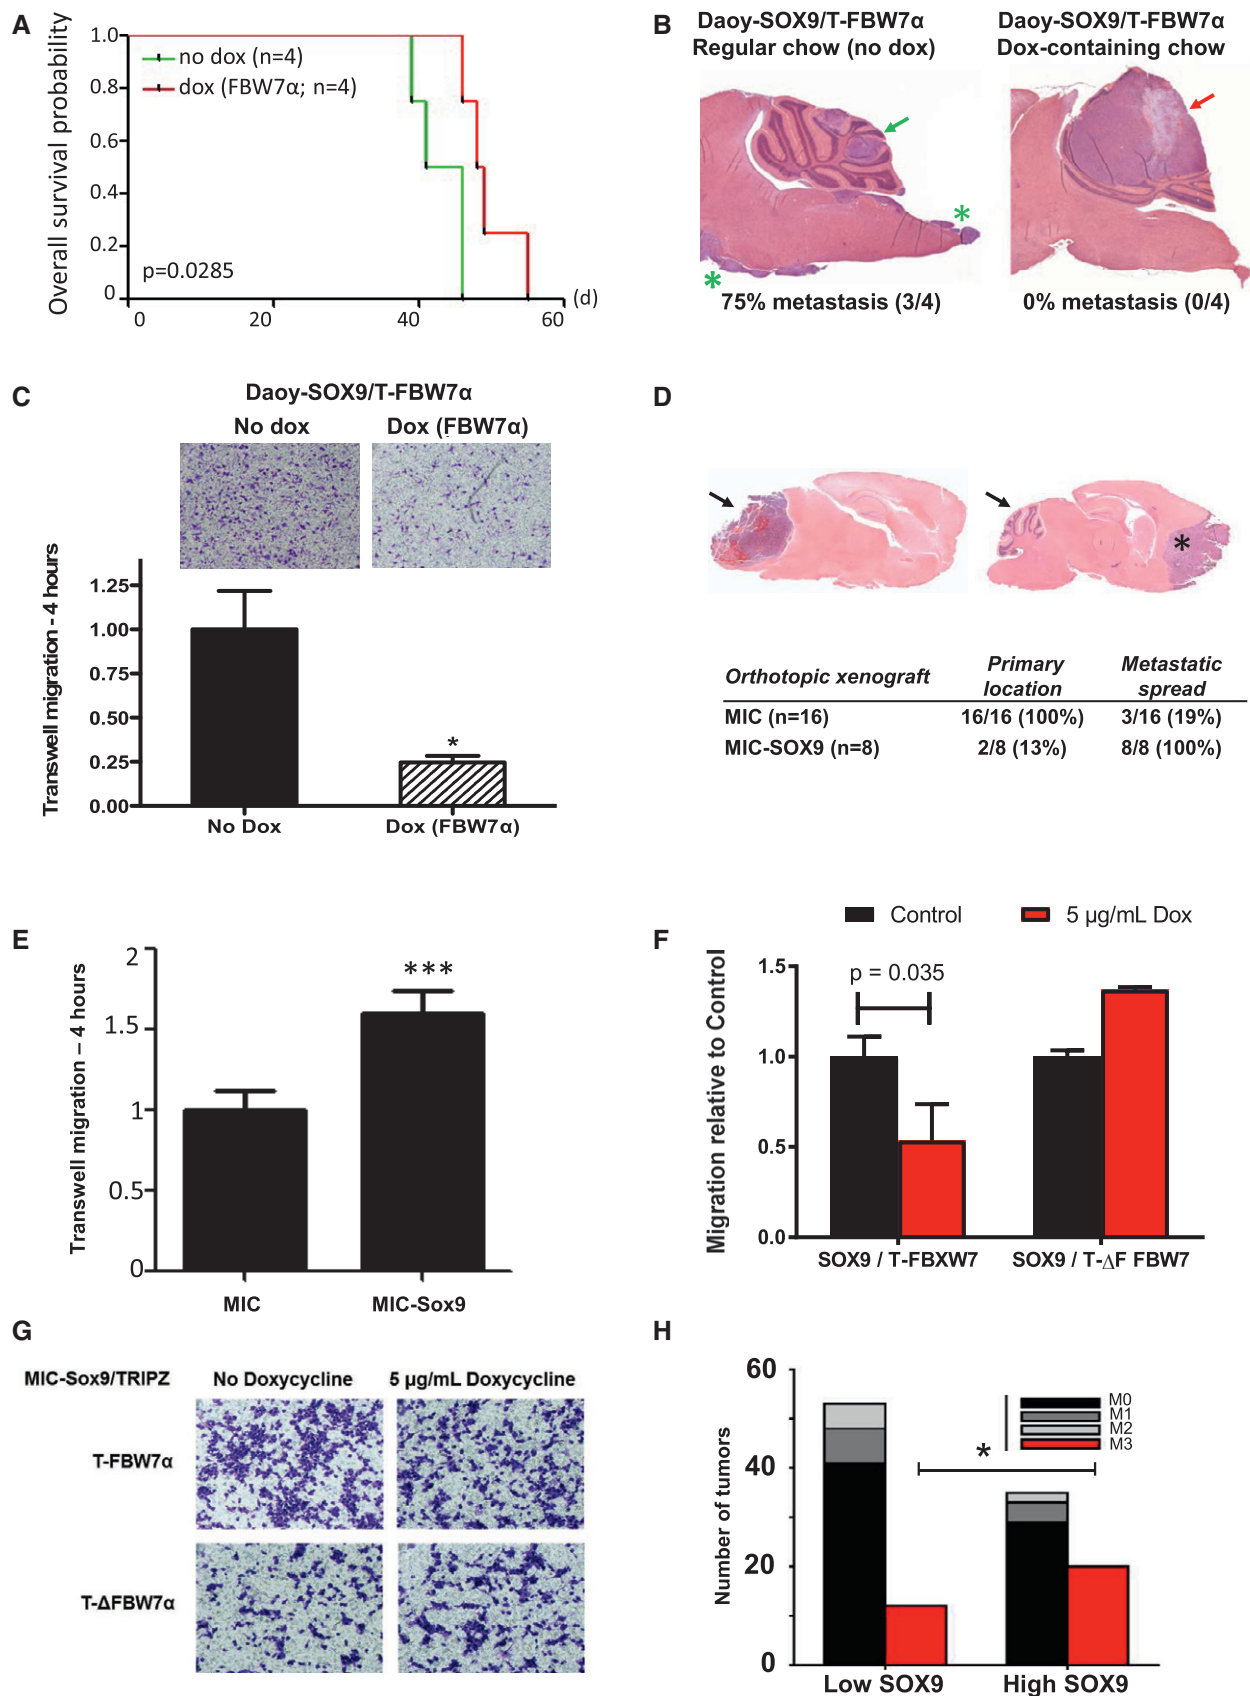 A
Overall survival probability
1.0
0.8
0.6
0.4
0.2
0
no dox (n=4)
dox (FBW7α; n=4)
p=0.0285
0
20
40
60
(d)
B
Daoy-SOX9/T-FBW7α
Regular chow (no dox)
Daoy-SOX9/T-FBW7α
Dox-containing chow
*
*
75% metastasis (3/4)
0% metastasis (0/4)
C
Daoy-SOX9/T-FBW7α
No dox
Dox (FBW7α)
Transwell migration - 4 hours
1.25
1.00
0.75
0.50
0.25
0.00
*
No Dox
Dox (FBW7α)
D
*
Orthotopic xenograft Primary location Metastatic spread
MIC (n=16) 16/16 (100%) 3/16 (19%)
MIC-SOX9 (n=8) 2/8 (13%) 8/8 (100%)
E
Transwell migration – 4 hours
2
1.5
1
0.5
0
***
MIC
MIC-Sox9
F
Control
5 µg/mL Dox
Migration relative to Control
1.5
1.0
0.5
0.0
p = 0.035
SOX9 / T-FBXW7
SOX9 / T-ΔF FBW7
G
MIC-Sox9/TRIPZ
No Doxycycline
5 µg/mL Doxycycline
T-FBW7α
T-ΔFBW7α
H
Number of tumors
60
40
20
0
M0
M1
M2
M3
*
Low SOX9
High SOX9